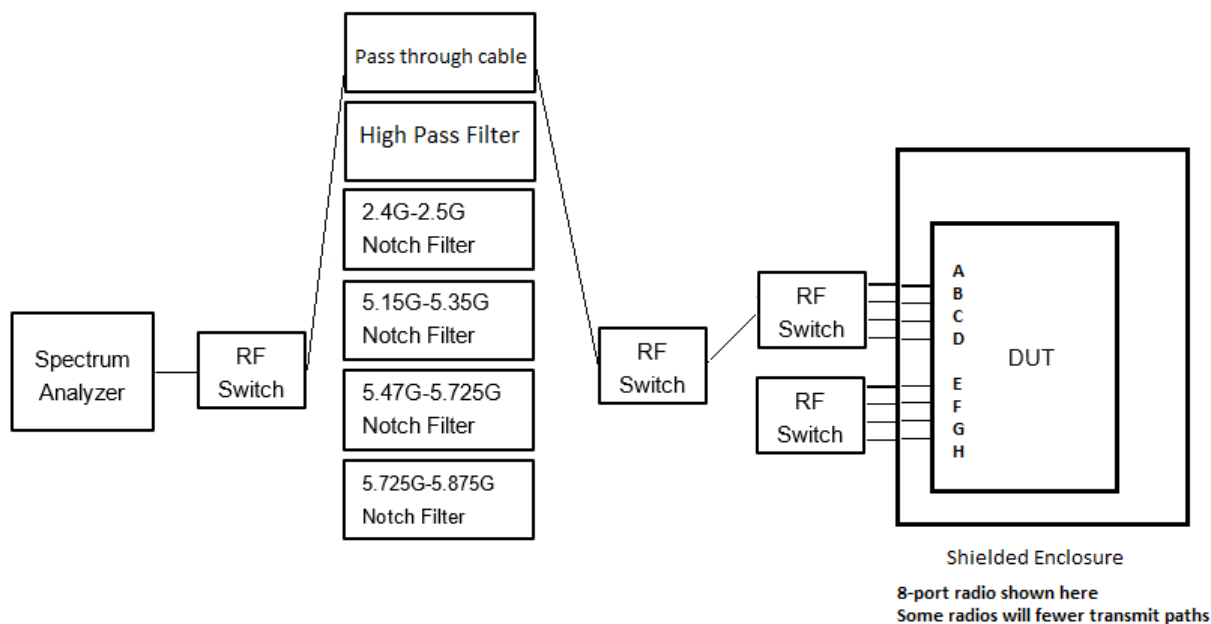 Pass through cable
High Pass Filter
2.4G-2.5G
Notch Filter
5.15G-5.35G
Notch Filter
5.47G-5.725G
Notch Filter
5.725G-5.875G
Notch Filter
Spectrum
Analyzer
RF
Switch
RF
Switch
RF
Switch
RF
Switch
A
B
C
D
E
F
G
H
DUT
Shielded Enclosure
8-port radio shown here
Some radios will fewer transmit paths